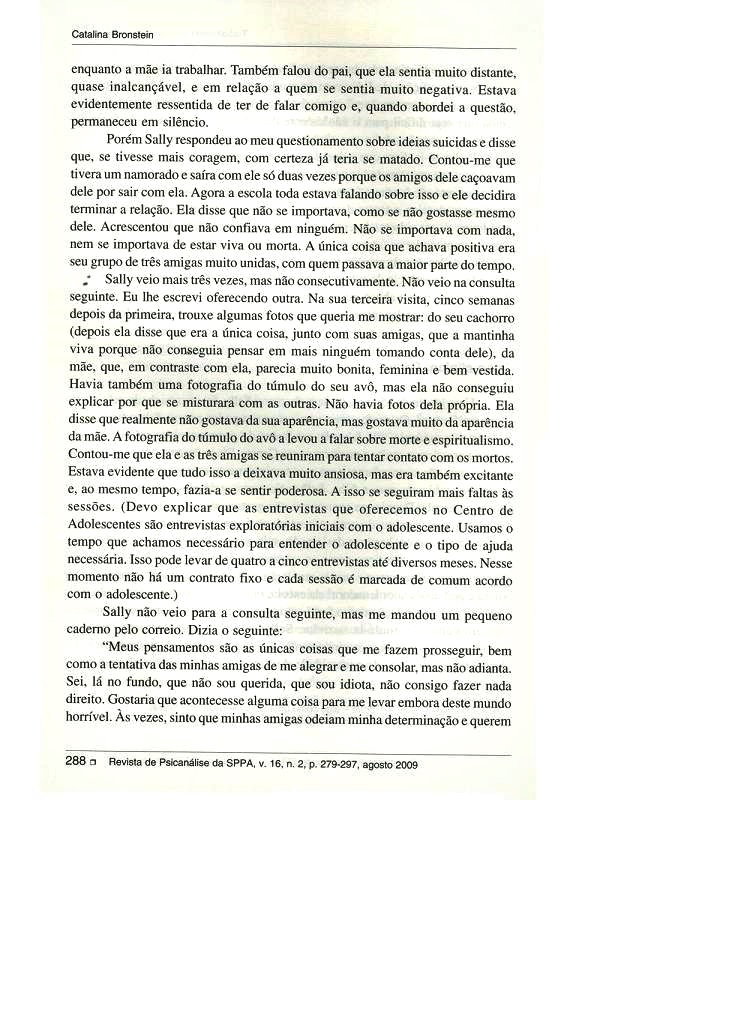 Catalina Bronstein
enquanto a mãe ia trabalhar. Também falou do pai, que ela sentia muito distante,
quase inalcançável, e em relação a quem se sentia muito negativa. Estava
evidentemente ressentida de ter de falar comigo e, quando abordei a questão,
permaneceu em silêncio.
Porém Sally respondeu ao meu questionamento sobre ideias suicidas e disse
que, se tivesse mais coragem, com certeza já teria se matado. Contou-me que
tivera um namorado e saíra com ele só duas vezes porque os amigos dele caçoavam
dele por sair com ela. Agora a escola toda estava falando sobre isso e ele decidira
terminar a relação. Ela disse que não se importava, como se não gostasse mesmo
dele. Acrescentou que não confiava em ninguém. Não se importava com nada,
nem se importava de estar viva ou morta. A única coisa que achava positiva era
seu grupo de três amigas muito unidas, com quem passava a maior parte do tempo.
Sally veio mais três vezes, mas não consecutivamente. Não veio na consulta
seguinte. Eu lhe escrevi oferecendo outra. Na sua terceira visita, cinco semanas
depois da primeira, trouxe algumas fotos que queria me mostrar: do seu cachorro
(depois ela disse que era a única coisa, junto com suas amigas, que a mantinha
viva porque não conseguia pensar em mais ninguém tomando conta dele), da
mãe, que, em contraste com ela, parecia muito bonita, feminina e bem vestida.
Havia também uma fotografia do túmulo do seu avô, mas ela não conseguiu
explicar por que se misturara com as outras. Não havia fotos dela própria. Ela
disse que realmente não gostava da sua aparência, mas gostava muito da aparência
da mãe. A fotografia do túmulo do avô a levou a falar sobre morte e espiritualismo.
Contou-me que ela e as três amigas se reuniram para tentar contato com os mortos.
Estava evidente que tudo isso a deixava muito ansiosa, mas era também excitante
e, ao mesmo tempo, fazia-a se sentir poderosa. A isso se seguiram mais faltas às
sessões. (Devo explicar que as entrevistas que oferecemos no Centro de
Adolescentes são entrevistas exploratórias iniciais com o adolescente. Usamos o
tempo que achamos necessário para entender o adolescente e o tipo de ajuda
necessária. Isso pode levar de quatro a cinco entrevistas até diversos meses. Nesse
momento não há um contrato fixo e cada sessão é marcada de comum acordo
com o adolescente.)
Sally não veio para a consulta seguinte, mas me mandou um pequeno
caderno pelo correio. Dizia o seguinte:
“Meus pensamentos são as únicas coisas que me fazem prosseguir, bem
como a tentativa das minhas amigas de me alegrar e me consolar, mas não adianta.
Sei, lá no fundo, que não sou querida, que sou idiota, não consigo fazer nada
direito. Gostaria que acontecesse alguma coisa para me levar embora deste mundo
horrível. Às vezes, sinto que minhas amigas odeiam minha determinação e querem
288 □ Revista de Psicanálise da SPPA, v. 16, n. 2, p. 279-297, agosto 2009